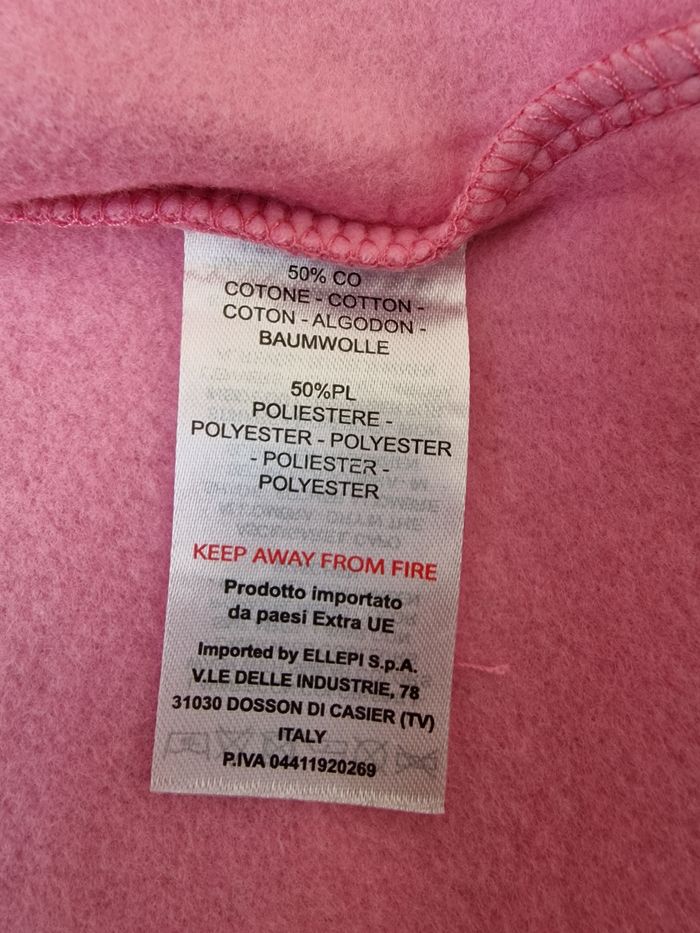 50% CO
COTONE - COTTON -
COTON - ALGODON -
BAUMWOLLE
50%PL
POLIESTERE -
POLYESTER - POLYESTER
- POLIESTER -
POLYESTER
KEEP AWAY FROM FIRE
Prodotto importato
da paesi Extra UE
Imported by ELLEPI S.p.A.
V.LE DELLE INDUSTRIE, 78
31030 DOSSON DI CASIER (TV)
ITALY
P.IVA 04411920269